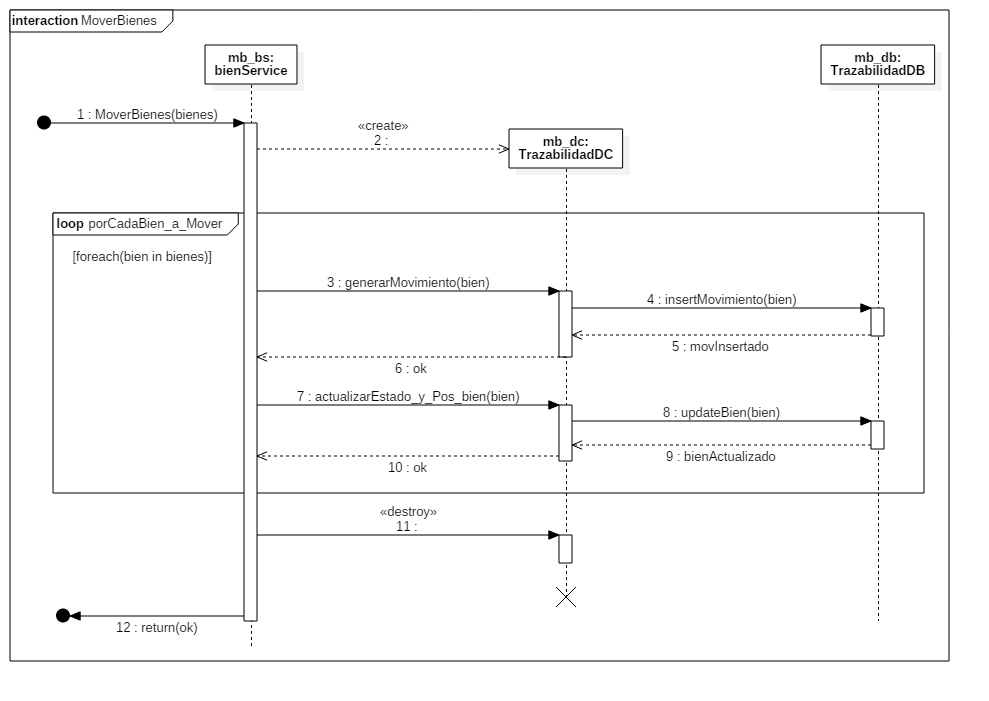 interaction MoverBienes
mb_bs:
bienService
mb_db:
TrazabilidadDB
1 : MoverBienes(bienes)
«create»
2 :
mb_dc:
TrazabilidadDC
loop porCadaBien_a_Mover
[foreach(bien in bienes)]
3 : generarMovimiento(bien)
4 : insertMovimiento(bien)
5 : movInsertado
6 : ok
7 : actualizarEstado_y_Pos_bien(bien)
8 : updateBien(bien)
9 : bienActualizado
10 : ok
«destroy»
11 :
12 : return(ok)